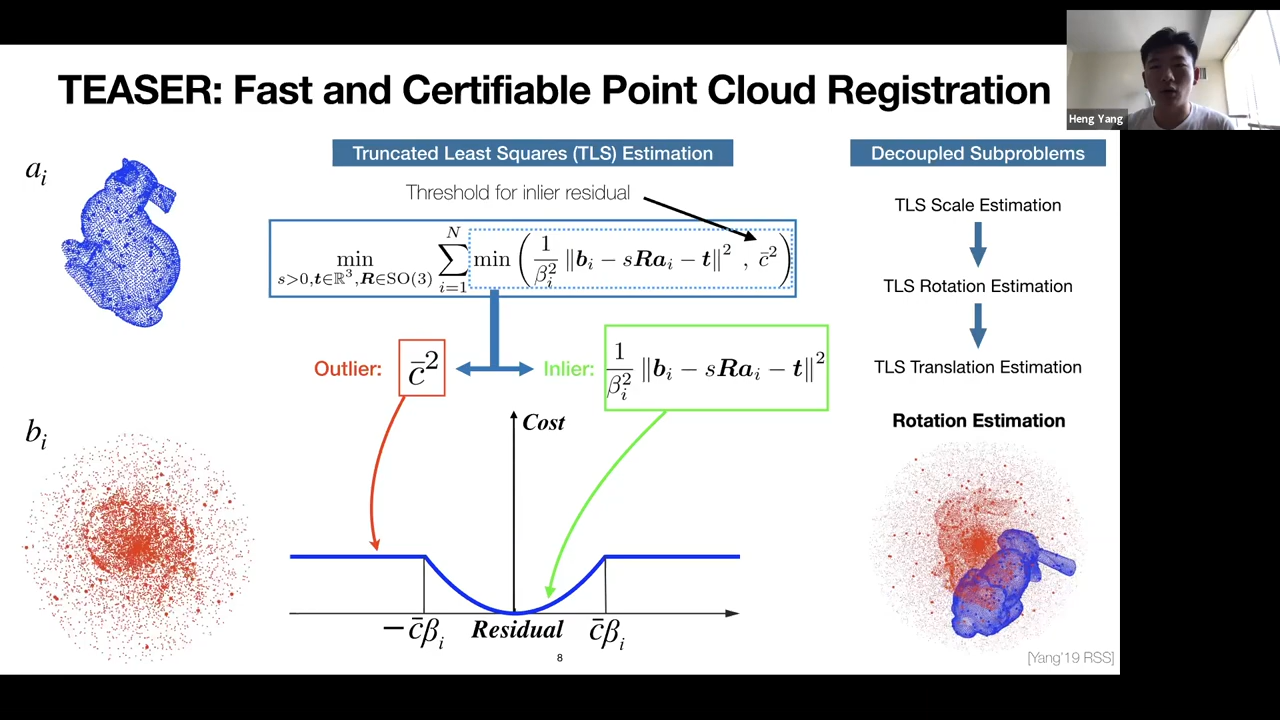 TEASER: Fast and Certifiable Point Cloud Registration
Heng Yang
a_i
Truncated Least Squares (TLS) Estimation
Threshold for inlier residual
min_{s>0, t∈ℝ³, R∈SO(3)} ∑_{i=1}^{N} min ( 1/β_i² ‖b_i − sRa_i − t‖² , c̄² )
Outlier: c̄²
Inlier: 1/β_i² ‖b_i − sRa_i − t‖²
b_i
Cost
−c̄β_i
Residual
c̄β_i
Decoupled Subproblems
TLS Scale Estimation
TLS Rotation Estimation
TLS Translation Estimation
Rotation Estimation
8
[Yang'19 RSS]